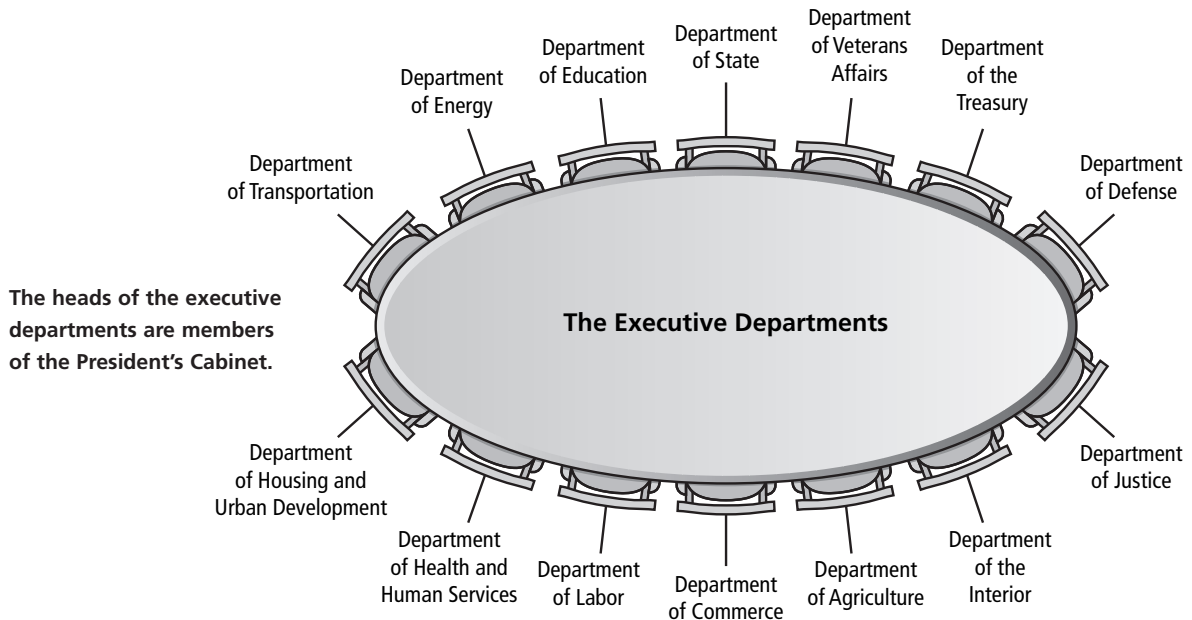 Department
of Veterans
Affairs
Department
of State
Department
of Education
Department
of the
Treasury
Department
of Energy
Department
of Transportation
Department
of Defense
The heads of the executive
departments are members
of the President’s Cabinet.
The Executive Departments
Department
of Housing and
Urban Development
Department
of Justice
Department
of Health and
Human Services
Department
of Labor
Department
of Commerce
Department
of Agriculture
Department
of the
Interior